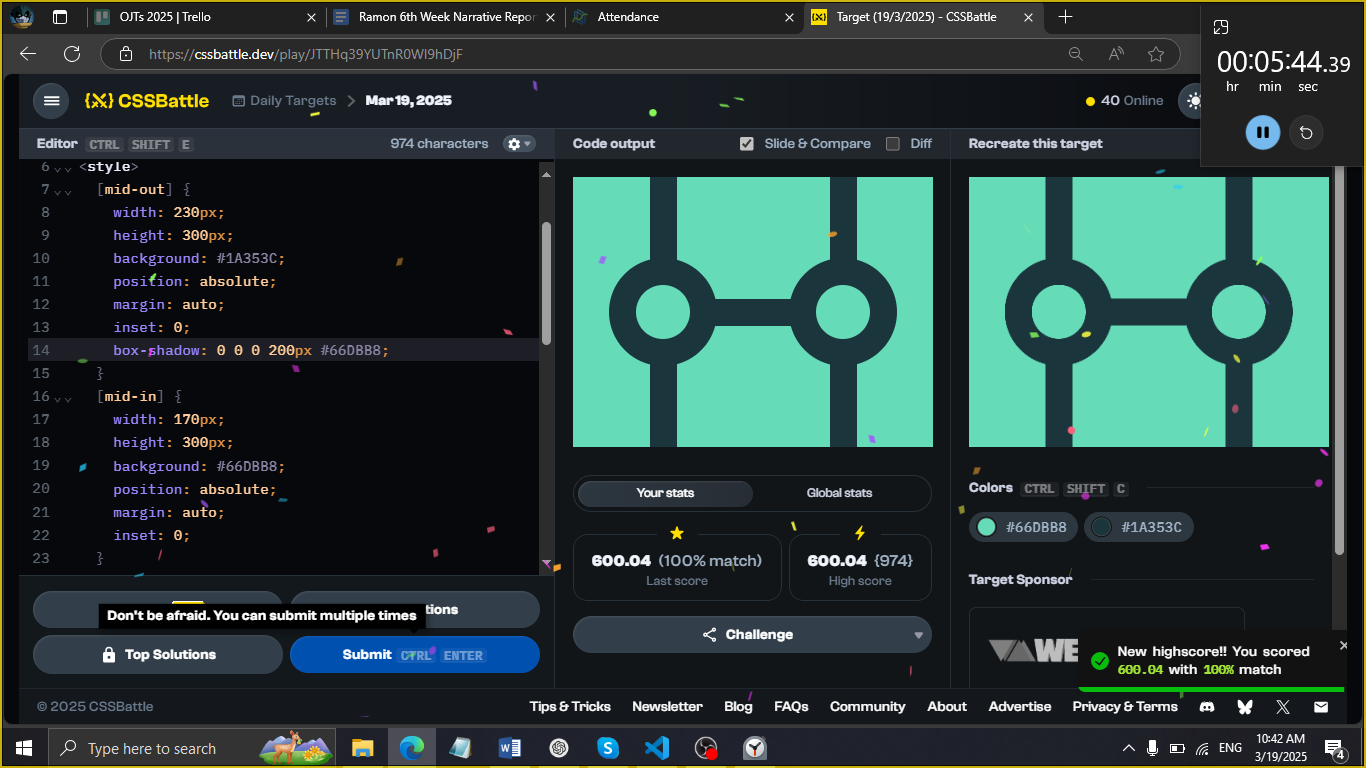 OJTs 2025 | Trello
Ramon 6th Week Narrative Repor
Attendance
Target (19/3/2025) - CSSBattle
https://cssbattle.dev/play/JTTHq39YUTnR0WI9hDjF
00:05:44.39
hr min sec
{X} CSSBattle
Daily Targets
Mar 19, 2025
40 Online
Editor CTRL SHIFT E
974 characters
Code output
Slide & Compare
Diff
Recreate this target
6 <style>
7 [mid-out] {
8 width: 230px;
9 height: 300px;
10 background: #1A353C;
11 position: absolute;
12 margin: auto;
13 inset: 0;
14 box-shadow: 0 0 0 200px #66DBB8;
15 }
16 [mid-in] {
17 width: 170px;
18 height: 300px;
19 background: #66DBB8;
20 position: absolute;
21 margin: auto;
22 inset: 0;
23 }
Your stats
Global stats
600.04 (100% match)
Last score
600.04 {974}
High score
Challenge
Colors CTRL SHIFT C
#66DBB8
#1A353C
Target Sponsor
WE
Don't be afraid. You can submit multiple times
Top Solutions
Submit CTRL ENTER
New highscore!! You scored
600.04 with 100% match
© 2025 CSSBattle
Tips & Tricks
Newsletter
Blog
FAQs
Community
About
Advertise
Privacy & Terms
Type here to search
ENG
10:42 AM
3/19/2025
4